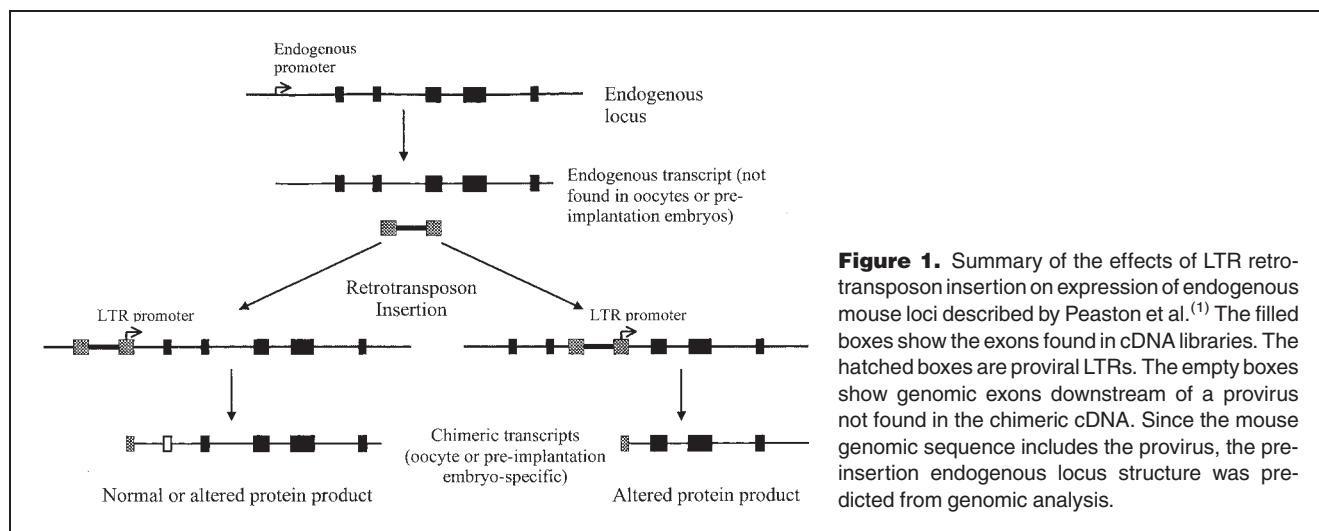 Endogenous
promoter
Endogenous
locus
Endogenous transcript (not
found in oocytes or pre-
implantation embryos)
Retrotransposon
Insertion
LTR promoter
LTR promoter
Chimeric transcripts
(oocyte or pre-implantation
embryo-specific)
Normal or altered protein product
Altered protein product
Figure 1. Summary of the effects of LTR retro-
transposon insertion on expression of endogenous
mouse loci described by Peaston et al.(1) The filled
boxes show the exons found in cDNA libraries. The
hatched boxes are proviral LTRs. The empty boxes
show genomic exons downstream of a provirus
not found in the chimeric cDNA. Since the mouse
genomic sequence includes the provirus, the pre-
insertion endogenous locus structure was pre-
dicted from genomic analysis.